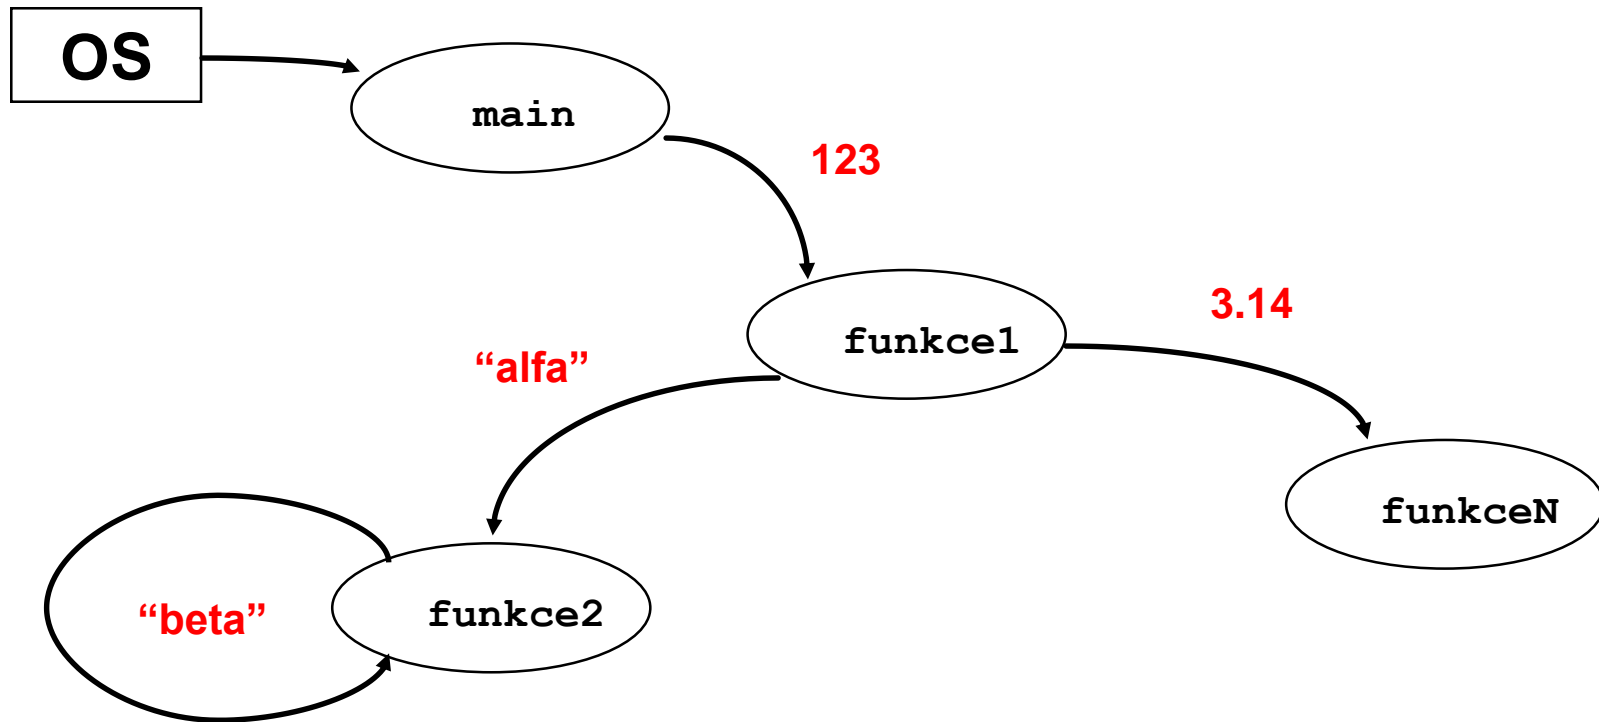 OS
main
123
3.14
funkce1
“alfa”
funkceN
“beta”
funkce2